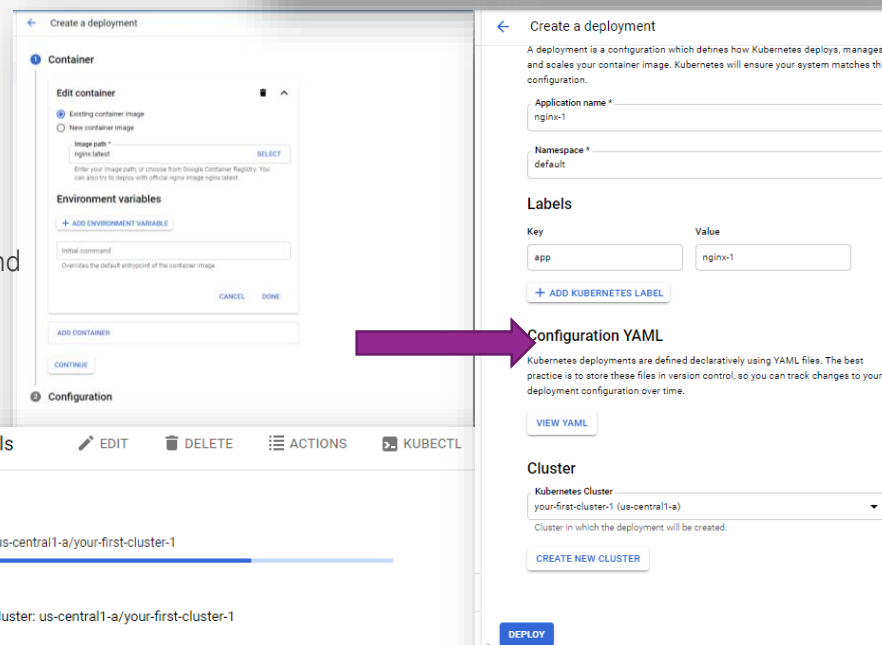 Create a deployment
1 Container
Edit container
Existing container image
New container image
Image path *
nginx:latest
SELECT
Enter your image path, or choose from Google Container Registry. You
can also try to deploy with official nginx image nginx:latest.
Environment variables
+ ADD ENVIRONMENT VARIABLE
Initial command
Overrides the default entrypoint of the container image.
CANCEL DONE
ADD CONTAINER
CONTINUE
2 Configuration
nd
ls
EDIT DELETE ACTIONS KUBECTL
us-central1-a/your-first-cluster-1
luster: us-central1-a/your-first-cluster-1
Create a deployment
A deployment is a configuration which defines how Kubernetes deploys, manages
and scales your container image. Kubernetes will ensure your system matches thi
configuration.
Application name *
nginx-1
Namespace *
default
Labels
Key Value
app nginx-1
+ ADD KUBERNETES LABEL
Configuration YAML
Kubernetes deployments are defined declaratively using YAML files. The best
practice is to store these files in version control, so you can track changes to your
deployment configuration over time.
VIEW YAML
Cluster
Kubernetes Cluster
your-first-cluster-1 (us-central1-a)
Cluster in which the deployment will be created.
CREATE NEW CLUSTER
DEPLOY